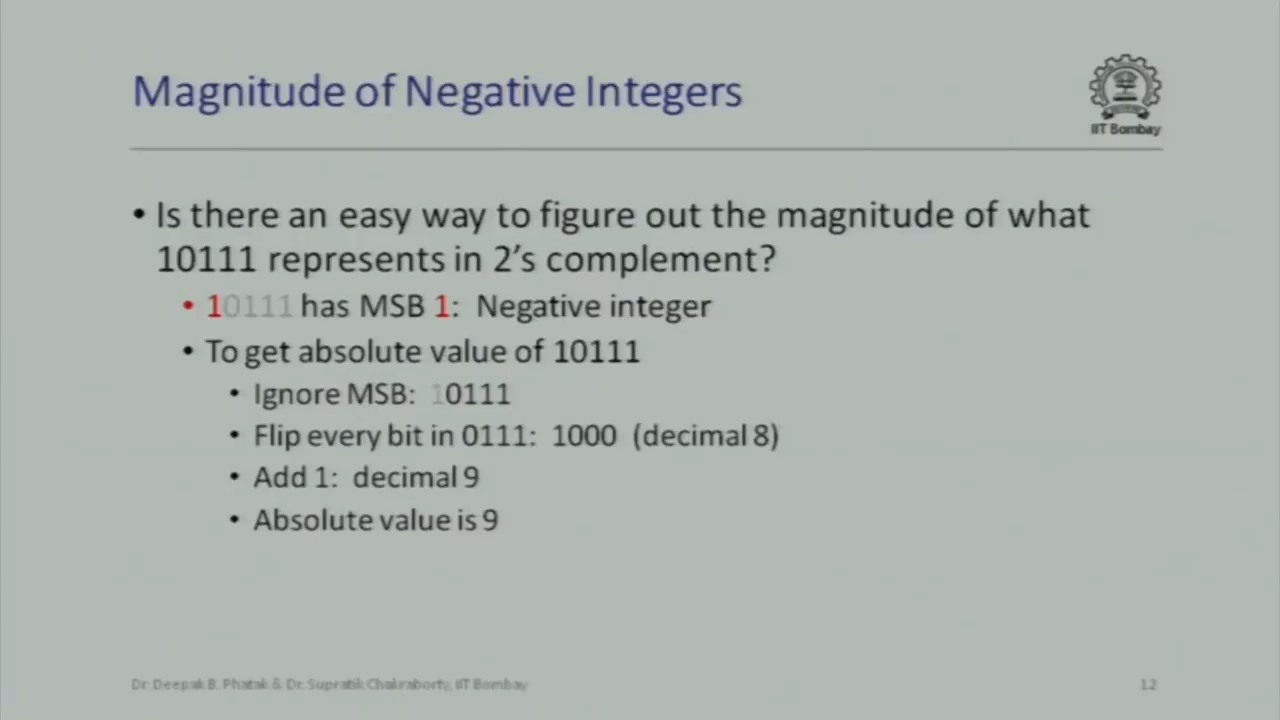 Magnitude of Negative Integers
IIT Bombay
• Is there an easy way to figure out the magnitude of what
10111 represents in 2's complement?
• 10111 has MSB 1: Negative integer
• To get absolute value of 10111
• Ignore MSB: 10111
• Flip every bit in 0111: 1000 (decimal 8)
• Add 1: decimal 9
• Absolute value is 9
Dr. Deepak B. Phatak & Dr. Supratik Chakraborty, IIT Bombay
12